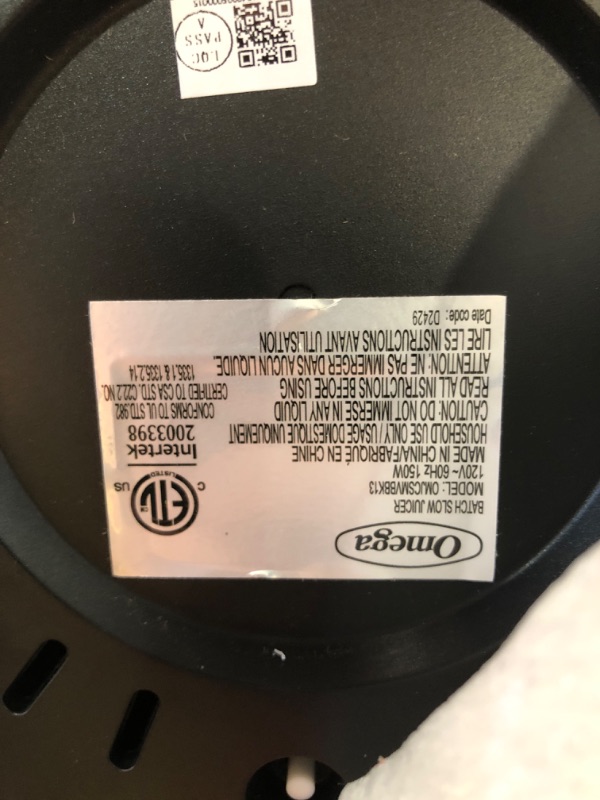 Omega
BATCH SLOW JUICER
MODEL: OMJCSMVBBK13
120V~ 60Hz 150W
MADE IN CHINA/FABRIQUÉ EN CHINE
HOUSEHOLD USE ONLY / USAGE DOMESTIQUE UNIQUEMENT
CAUTION: DO NOT IMMERSE IN ANY LIQUID
READ ALL INSTRUCTIONS BEFORE USING
ATTENTION: NE PAS IMMERGER DANS AUCUN LIQUIDE.
LIRE LES INSTRUCTIONS AVANT UTILISATION
Date code: D2429
ETL CM
LISTED
C US
Intertek
2003398
CONFORMS TO UL STD.982
CERTIFIED TO CSA STD. C22.2 NO.
1335.1 & 1335.2.14
LQC
PASS
A